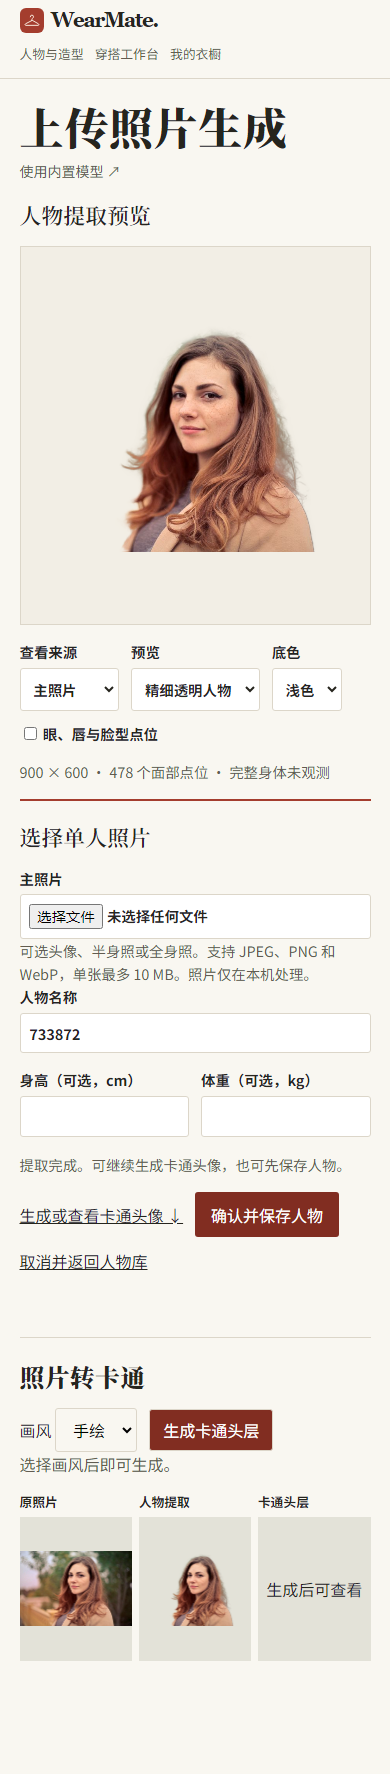 WearMate.
人物与造型 穿搭工作台 我的衣橱
上传照片生成
使用内置模型 ↗
人物提取预览
查看来源 预览 底色
主照片 精细透明人物 浅色
眼、唇与脸型点位
900 × 600 · 478 个面部点位 · 完整身体未观测
选择单人照片
主照片
选择文件 未选择任何文件
可选头像、半身照或全身照。支持 JPEG、PNG 和
WebP，单张最多 10 MB。照片仅在本机处理。
人物名称
733872
身高（可选，cm） 体重（可选，kg）
提取完成。可继续生成卡通头像，也可先保存人物。
生成或查看卡通头像 ↓ 确认并保存人物
取消并返回人物库
照片转卡通
画风 手绘 生成卡通头层
选择画风后即可生成。
原照片 人物提取 卡通头层
生成后可查看